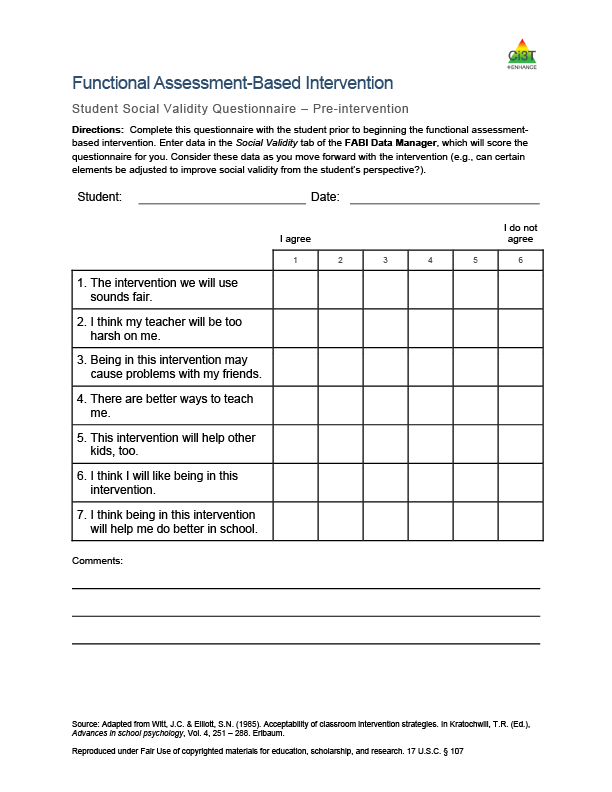 Ci3T
ENHANCE
Functional Assessment-Based Intervention
Student Social Validity Questionnaire – Pre-intervention
Directions: Complete this questionnaire with the student prior to beginning the functional assessment-
based intervention. Enter data in the Social Validity tab of the FABI Data Manager, which will score the
questionnaire for you. Consider these data as you move forward with the intervention (e.g., can certain
elements be adjusted to improve social validity from the student's perspective?).
Student: Date:
I agree I do not
agree
1 2 3 4 5 6
1. The intervention we will use
sounds fair.
2. I think my teacher will be too
harsh on me.
3. Being in this intervention may
cause problems with my friends.
4. There are better ways to teach
me.
5. This intervention will help other
kids, too.
6. I think I will like being in this
intervention.
7. I think being in this intervention
will help me do better in school.
Comments:
Source: Adapted from Witt, J.C. & Elliott, S.N. (1985). Acceptability of classroom intervention strategies. In Kratochwill, T.R. (Ed.),
Advances in school psychology, Vol. 4, 251 – 288. Erlbaum.
Reproduced under Fair Use of copyrighted materials for education, scholarship, and research. 17 U.S.C. § 107